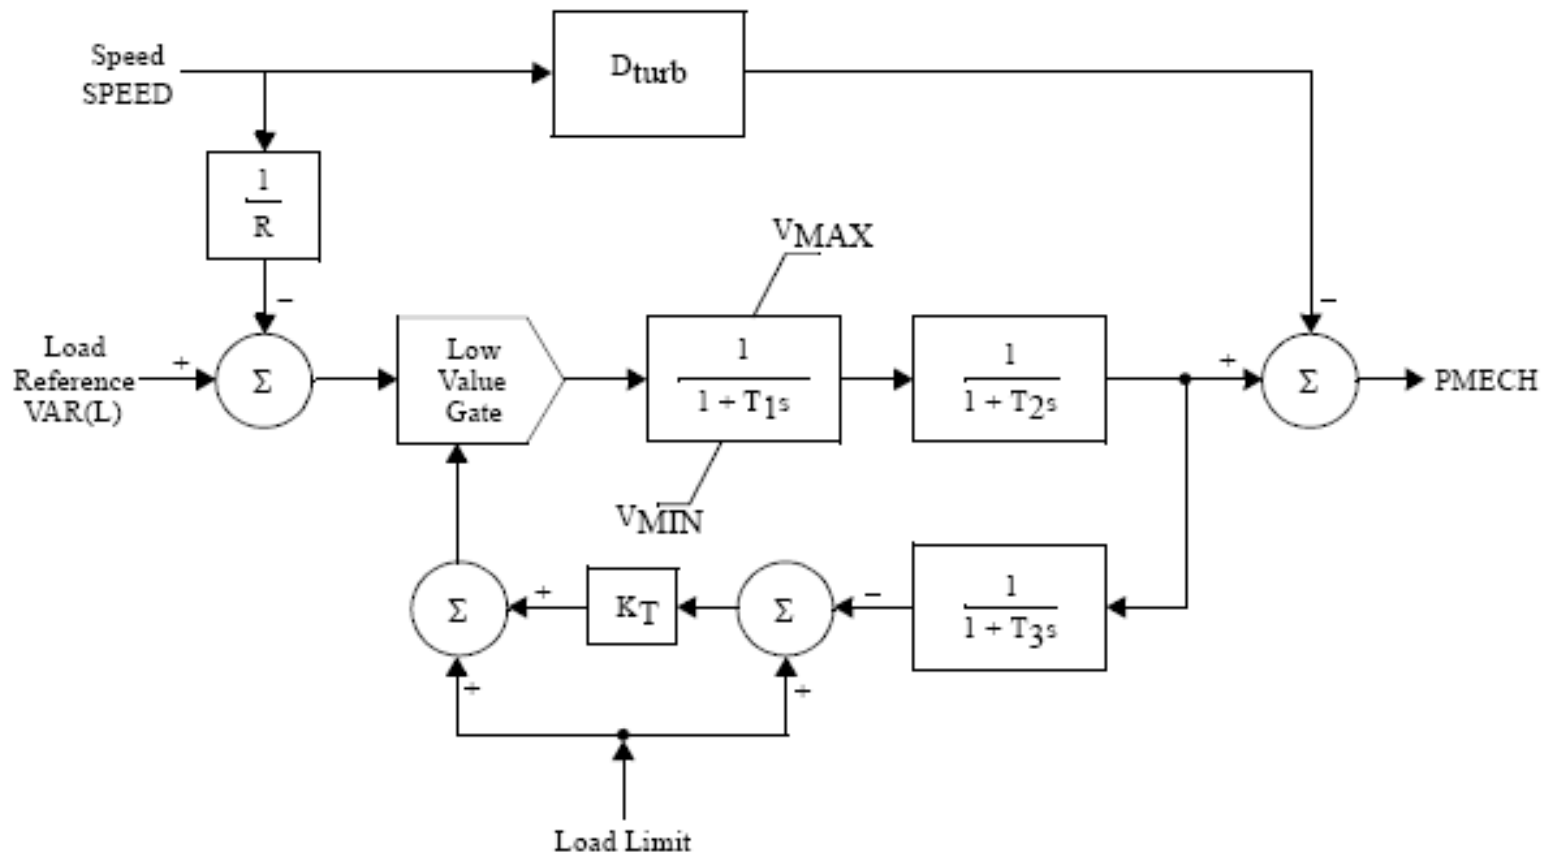 Speed
SPEED
Dturb
1
R
VMAX
–
–
Load
Reference
VAR(L)
+
Σ
Low
Value
Gate
1
1 + T1s
1
1 + T2s
+
Σ
PMECH
VMIN
Σ
+
KT
Σ
–
1
1 + T3s
+
+
Load Limit